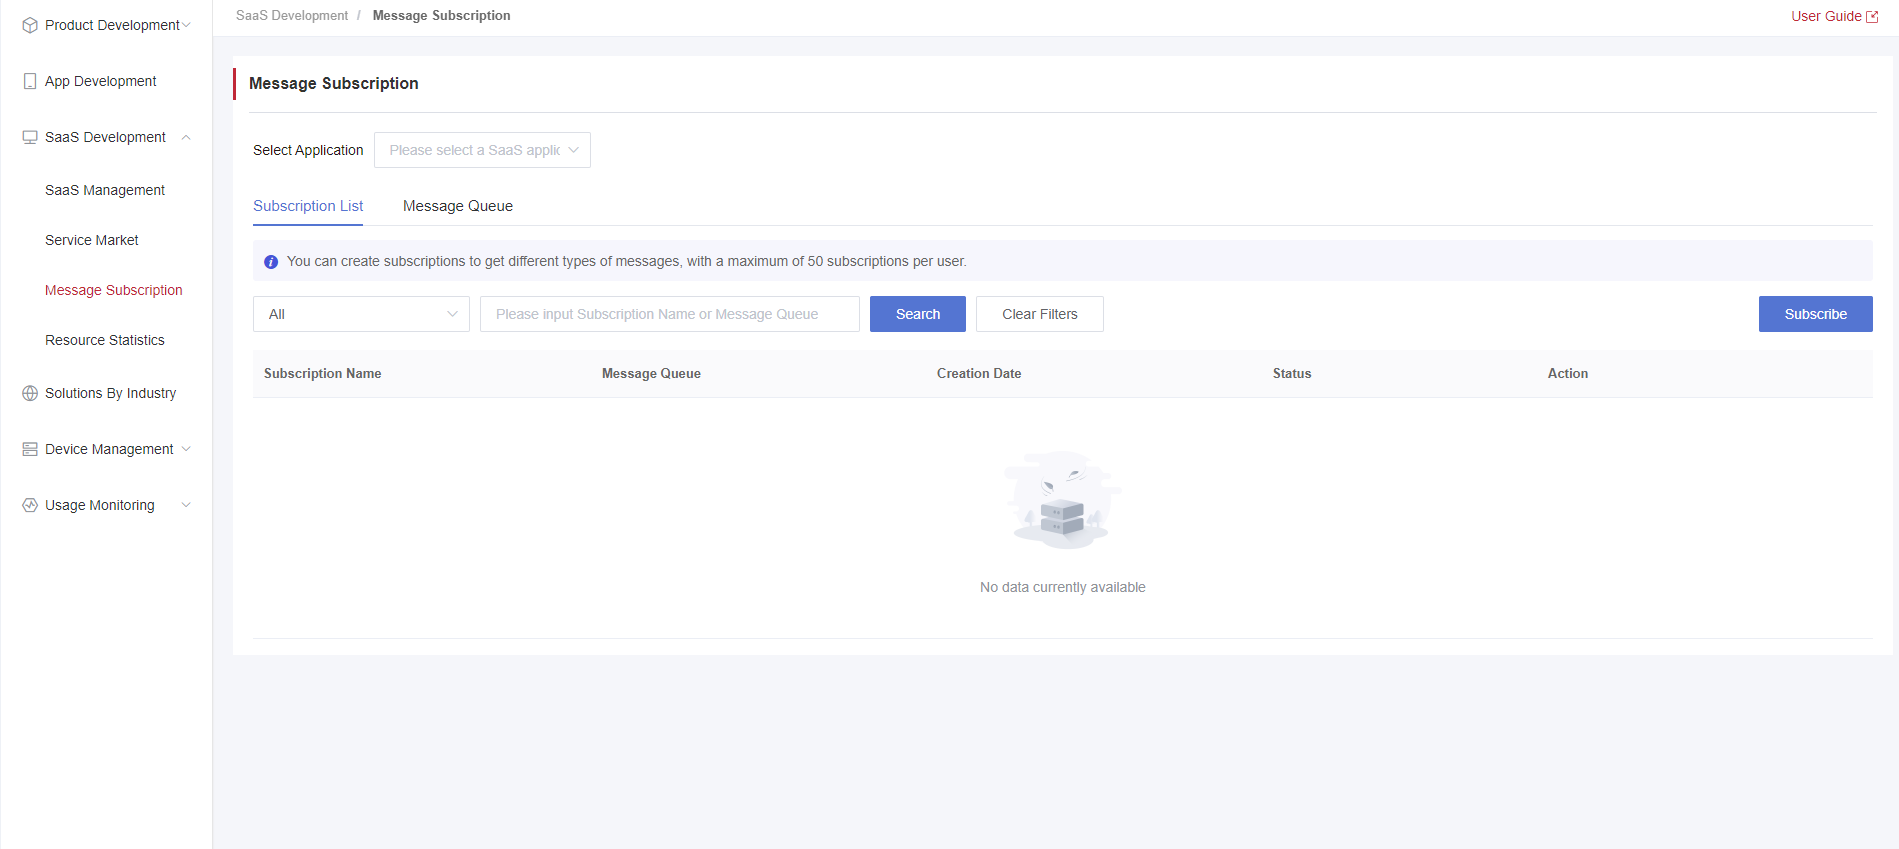 Product Development
App Development
SaaS Development
SaaS Management
Service Market
Message Subscription
Resource Statistics
Solutions By Industry
Device Management
Usage Monitoring
SaaS Development / Message Subscription
User Guide
Message Subscription
Select Application Please select a SaaS applic
Subscription List Message Queue
You can create subscriptions to get different types of messages, with a maximum of 50 subscriptions per user.
All Please input Subscription Name or Message Queue Search Clear Filters Subscribe
Subscription Name Message Queue Creation Date Status Action
No data currently available